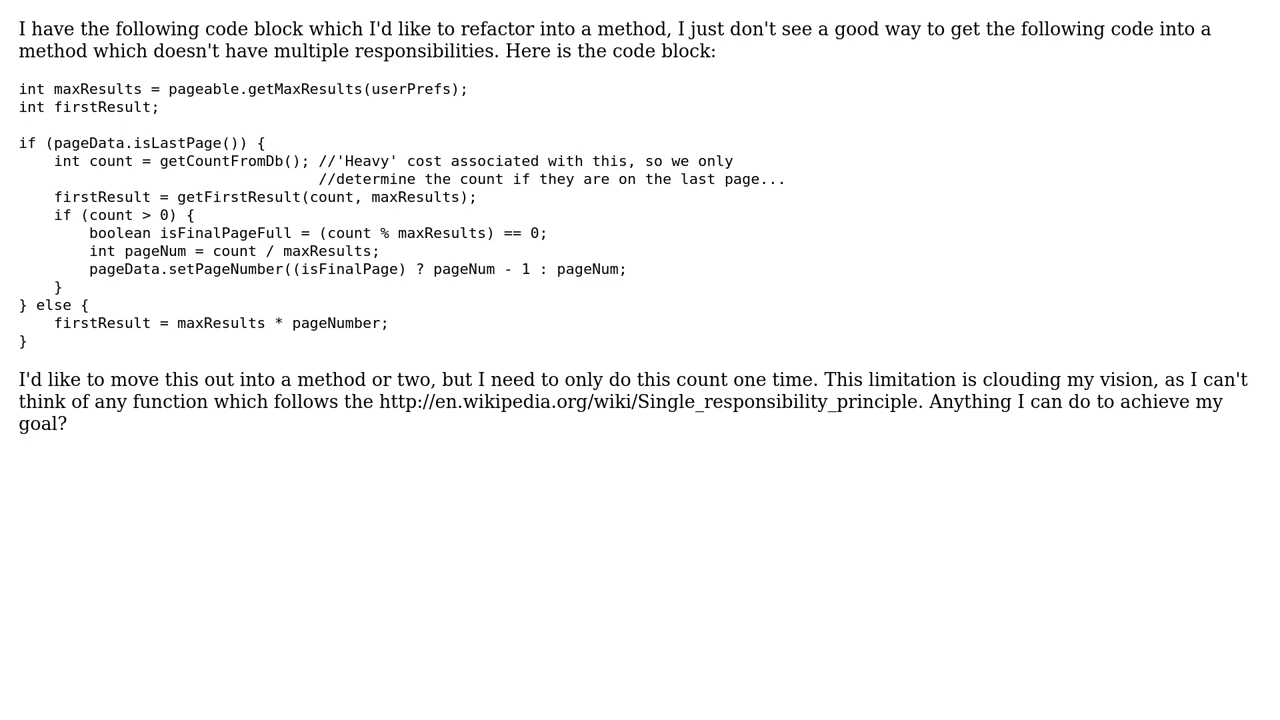 I have the following code block which I'd like to refactor into a method, I just don't see a good way to get the following code into a
method which doesn't have multiple responsibilities. Here is the code block:
int maxResults = pageable.getMaxResults(userPrefs);
int firstResult;
if (pageData.isLastPage()) {
    int count = getCountFromDb(); //'Heavy' cost associated with this, so we only
                                  //determine the count if they are on the last page...
    firstResult = getFirstResult(count, maxResults);
    if (count > 0) {
        boolean isFinalPageFull = (count % maxResults) == 0;
        int pageNum = count / maxResults;
        pageData.setPageNumber((isFinalPage) ? pageNum - 1 : pageNum;
    }
} else {
    firstResult = maxResults * pageNumber;
}
I'd like to move this out into a method or two, but I need to only do this count one time. This limitation is clouding my vision, as I can't
think of any function which follows the http://en.wikipedia.org/wiki/Single_responsibility_principle. Anything I can do to achieve my
goal?